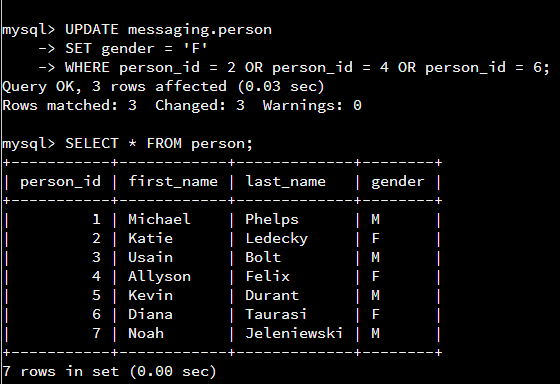 mysql> UPDATE messaging.person
    -> SET gender = 'F'
    -> WHERE person_id = 2 OR person_id = 4 OR person_id = 6;
Query OK, 3 rows affected (0.03 sec)
Rows matched: 3  Changed: 3  Warnings: 0

mysql> SELECT * FROM person;
+-----------+------------+-------------+--------+
| person_id | first_name | last_name   | gender |
+-----------+------------+-------------+--------+
|         1 | Michael    | Phelps      | M      |
|         2 | Katie      | Ledecky     | F      |
|         3 | Usain      | Bolt        | M      |
|         4 | Allyson    | Felix       | F      |
|         5 | Kevin      | Durant      | M      |
|         6 | Diana      | Taurasi     | F      |
|         7 | Noah       | Jeleniewski | M      |
+-----------+------------+-------------+--------+
7 rows in set (0.00 sec)